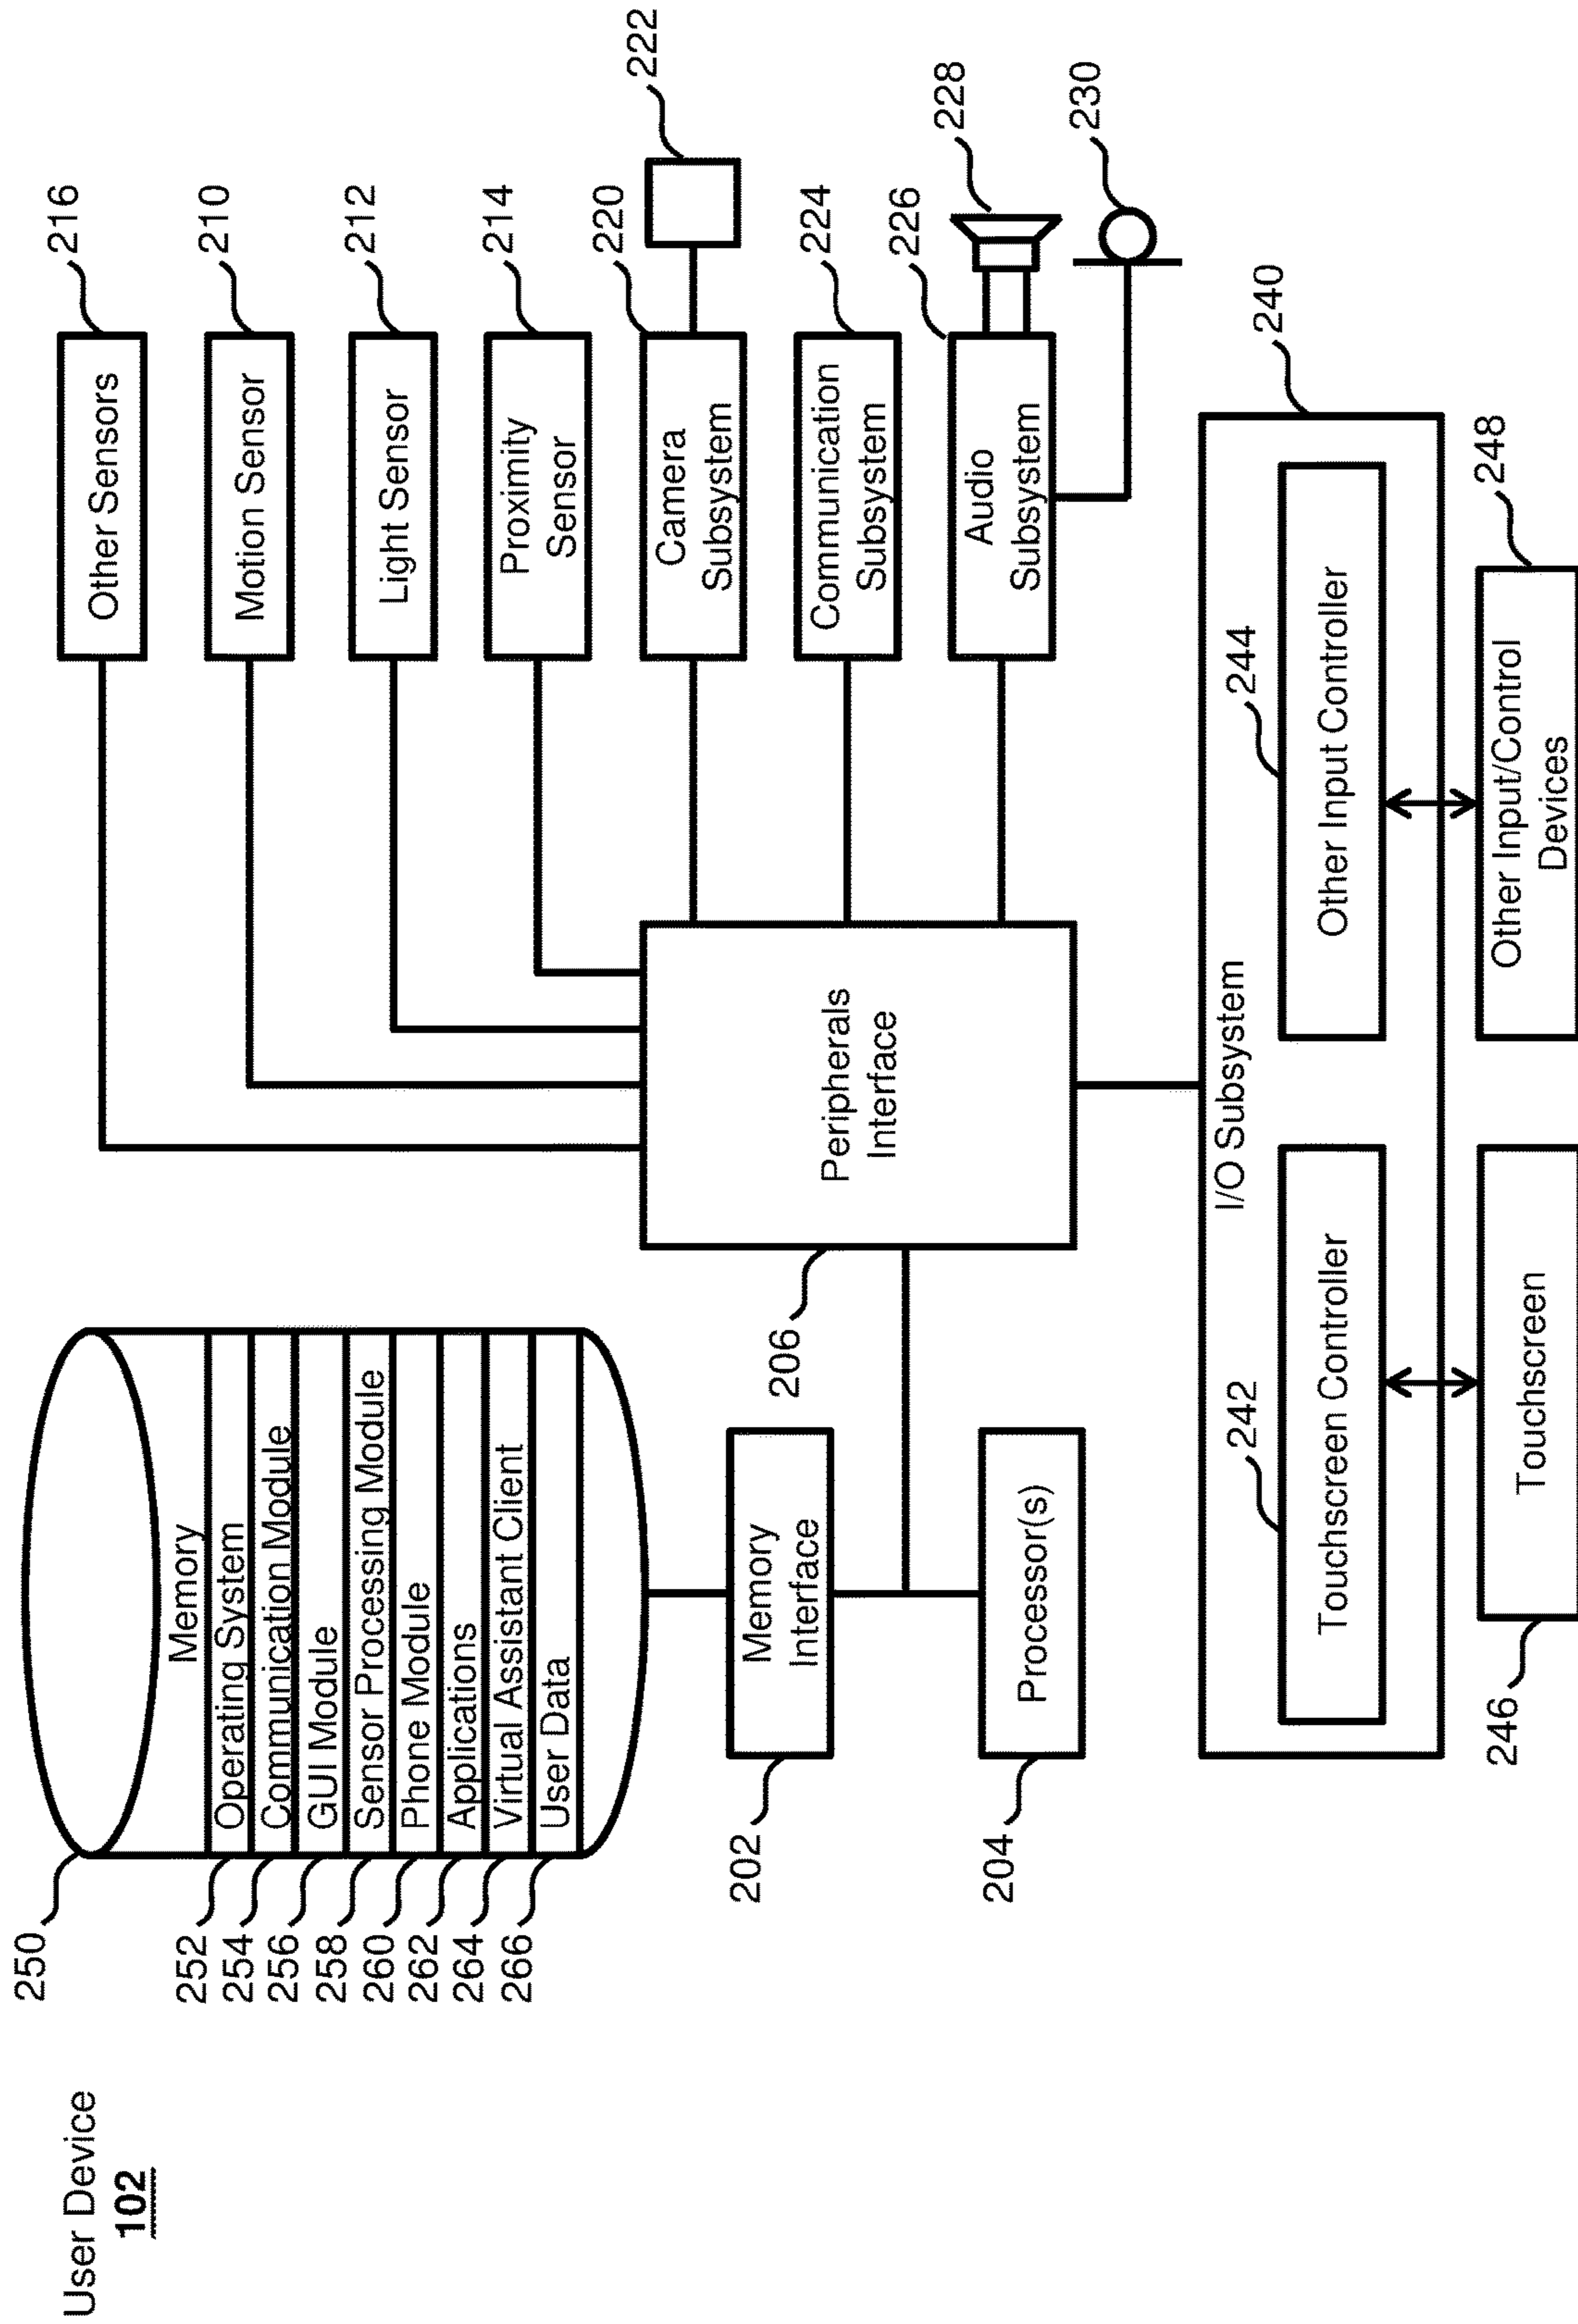 User Device
102
250
Memory
252
Operating System
254
Communication Module
256
GUI Module
258
Sensor Processing Module
260
Phone Module
262
Applications
264
Virtual Assistant Client
266
User Data
202
Memory
Interface
204
Processor(s)
206
Peripherals
Interface
Other Sensors
216
Motion Sensor
210
Light Sensor
212
Proximity
Sensor
214
Camera
Subsystem
220
222
Communication
Subsystem
224
Audio
Subsystem
226
228
230
240
I/O Subsystem
242
Touchscreen Controller
244
Other Input Controller
246
Touchscreen
248
Other Input/Control
Devices